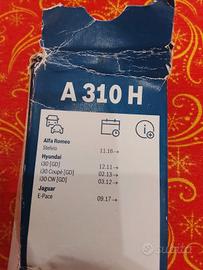 A 310 H
Alfa Romeo
Stelvio 11.16→
Hyundai
i30 [GD] 12.11→
i30 Coupé [GD] 02.13→
i30 CW [GD] 03.12→
Jaguar
E-Pace 09.17→
subito